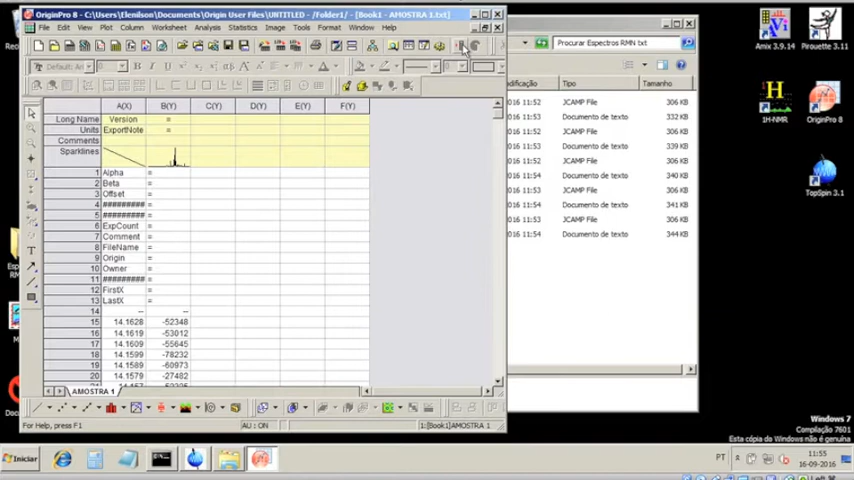 OriginPro 8 - C:\Users\Elenilson\Documents\Origin User Files\UNTITLED - /Folder1/ - [Book1 - AMOSTRA 1.txt]
File Edit View Plot Column Worksheet Analysis Statistics Image Tools Format Window Help
Default: Ari
A(X) B(Y) C(Y) D(Y) E(Y) F(Y)
Long Name Version =
Units ExportNote =
Comments
Sparklines
1 Alpha =
2 Beta =
3 Offset =
4 #########
5 ######### =
6 ExpCount =
7 Comment =
8 FileName =
9 Origin =
10 Owner =
11 ######### =
12 FirstX =
13 LastX =
14 -- --
15 14.1628 -52348
16 14.1619 -53012
17 14.1609 -55645
18 14.1599 -78232
19 14.1589 -60973
20 14.1579 -27482
AMOSTRA 1
For Help, press F1 AU : ON 1:[Book1]AMOSTRA 1
Procurar Espectros RMN txt
dificação Tipo Tamanho
016 11:52 JCAMP File 306 KB
016 11:53 Documento de texto 332 KB
016 11:52 JCAMP File 306 KB
016 11:53 Documento de texto 339 KB
016 11:52 JCAMP File 306 KB
016 11:54 Documento de texto 340 KB
016 11:53 JCAMP File 306 KB
016 11:54 Documento de texto 341 KB
016 11:53 JCAMP File 306 KB
016 11:54 Documento de texto 344 KB
Amix 3.9.14
Pirouette 3.11
H
1H-NMR
OriginPro 8
TopSpin 3.1
Windows 7
Compilação 7601
Esta cópia do Windows não é genuína
Iniciar PT 11:55
16-09-2016